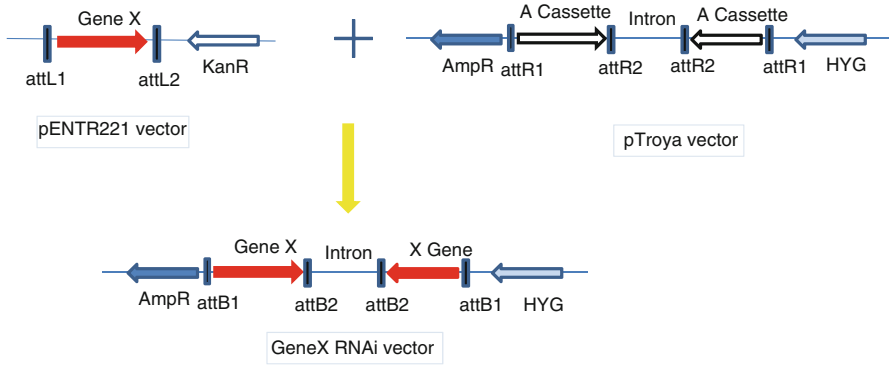 Gene X
attL1
attL2
KanR
pENTR221 vector
A Cassette
Intron
A Cassette
AmpR
attR1
attR2
attR2
attR1
HYG
pTroya vector
Gene X
Intron
X Gene
AmpR
attB1
attB2
attB2
attB1
HYG
GeneX RNAi vector